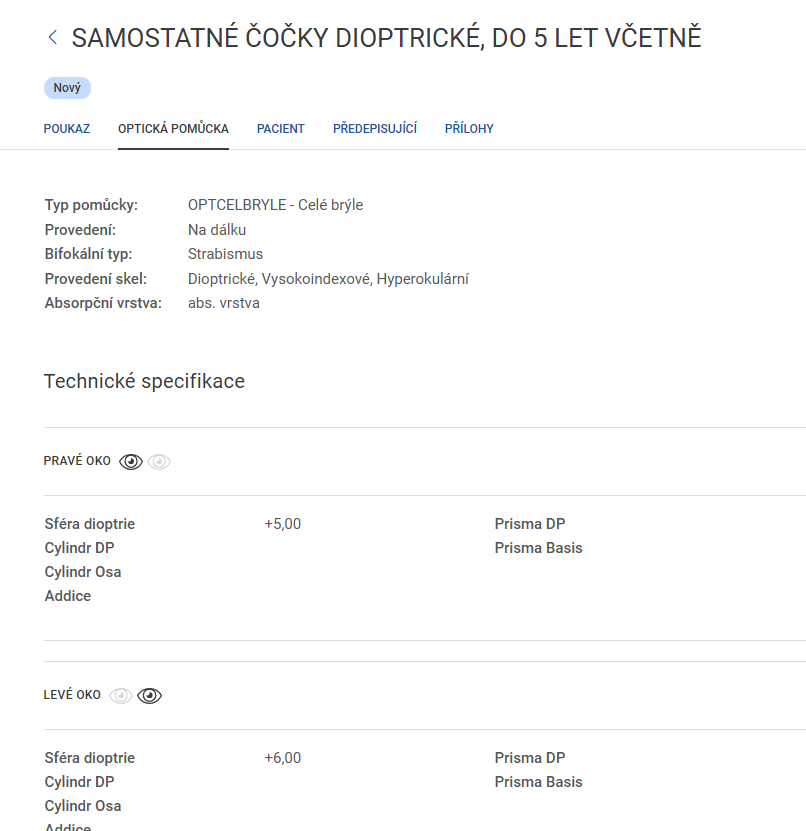 SAMOSTATNÉ ČOČKY DIOPTRICKÉ, DO 5 LET VČETNĚ
Nový
POUKAZ OPTICKÁ POMŮCKA PACIENT PŘEDEPISUJÍCÍ PŘÍLOHY
Typ pomůcky: OPTCELBRYLE - Celé brýle
Provedení: Na dálku
Bifokální typ: Strabismus
Provedení skel: Dioptrické, Vysokoindexové, Hyperokulární
Absorpční vrstva: abs. vrstva
Technické specifikace
PRAVÉ OKO
Sféra dioptrie +5,00 Prisma DP
Cylindr DP Prisma Basis
Cylindr Osa
Addice
LEVÉ OKO
Sféra dioptrie +6,00 Prisma DP
Cylindr DP Prisma Basis
Cylindr Osa
Addice